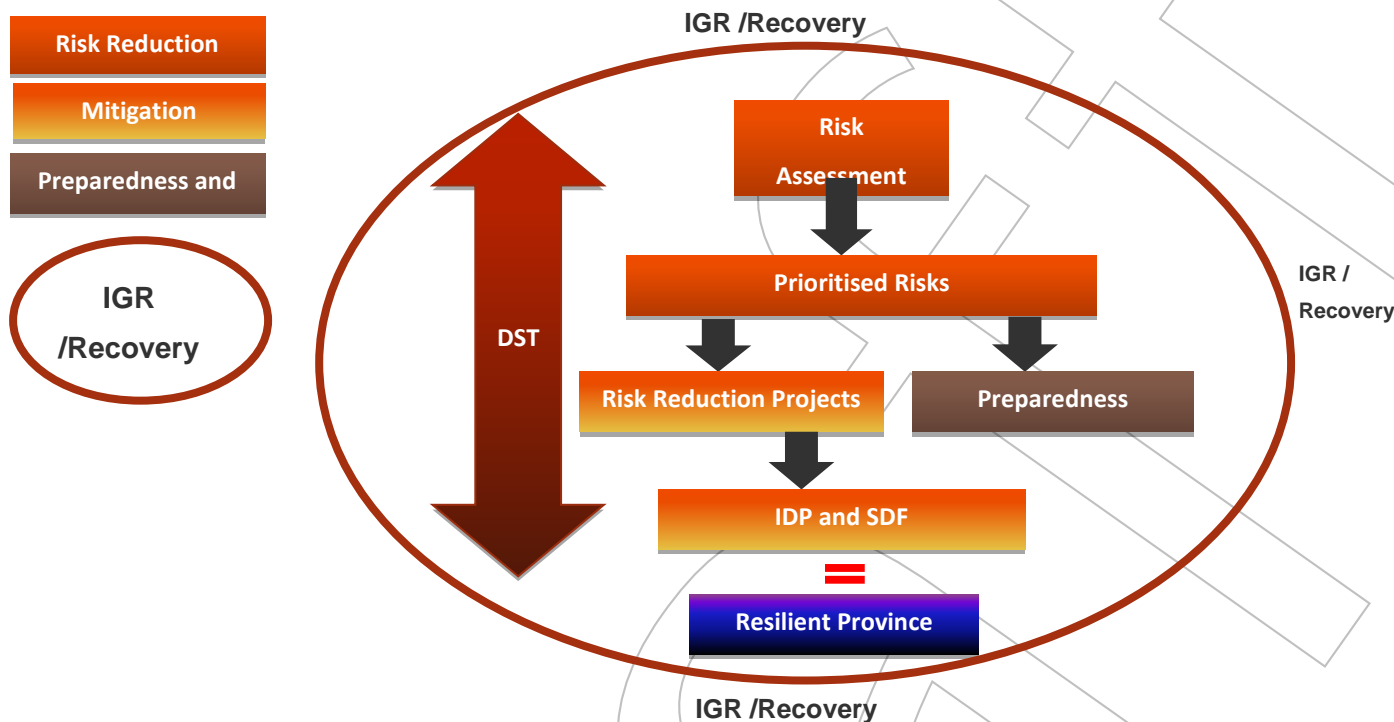 IGR /Recovery
Risk Reduction
Mitigation
Preparedness and
IGR
/Recovery
Risk
Assessment
Prioritised Risks
IGR /
Recovery
DST
Risk Reduction Projects
Preparedness
IDP and SDF
=
Resilient Province
IGR /Recovery